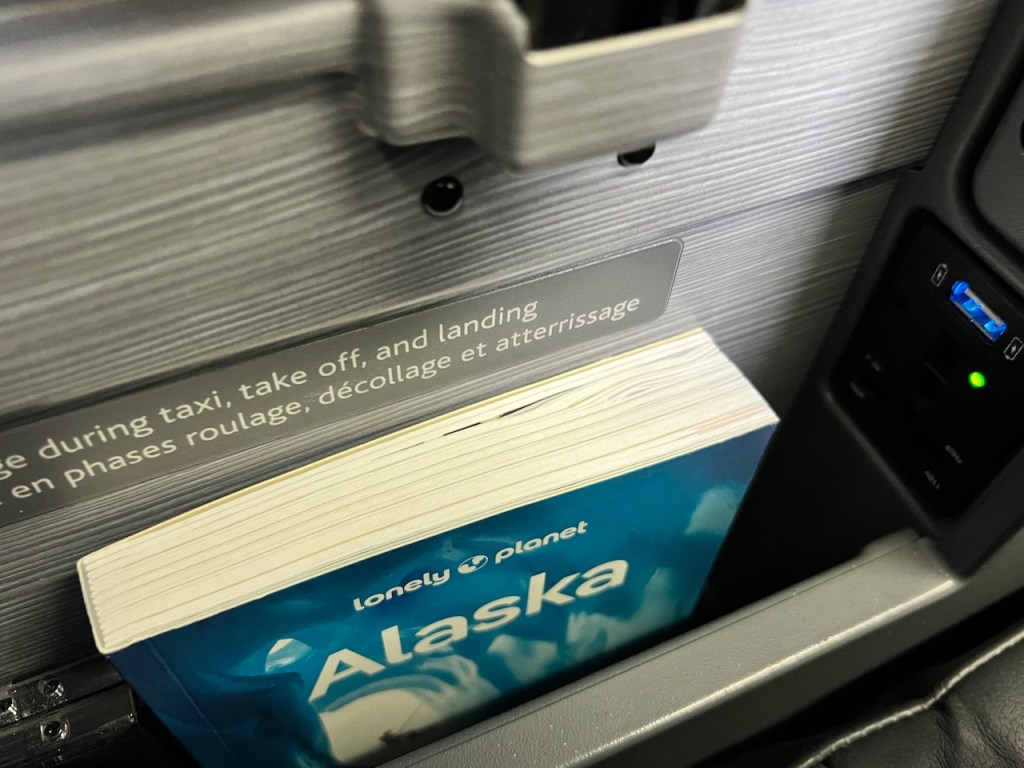 ge during taxi, take off, and landing
en phases roulage, décollage et atterrissage
lonely planet
Alaska